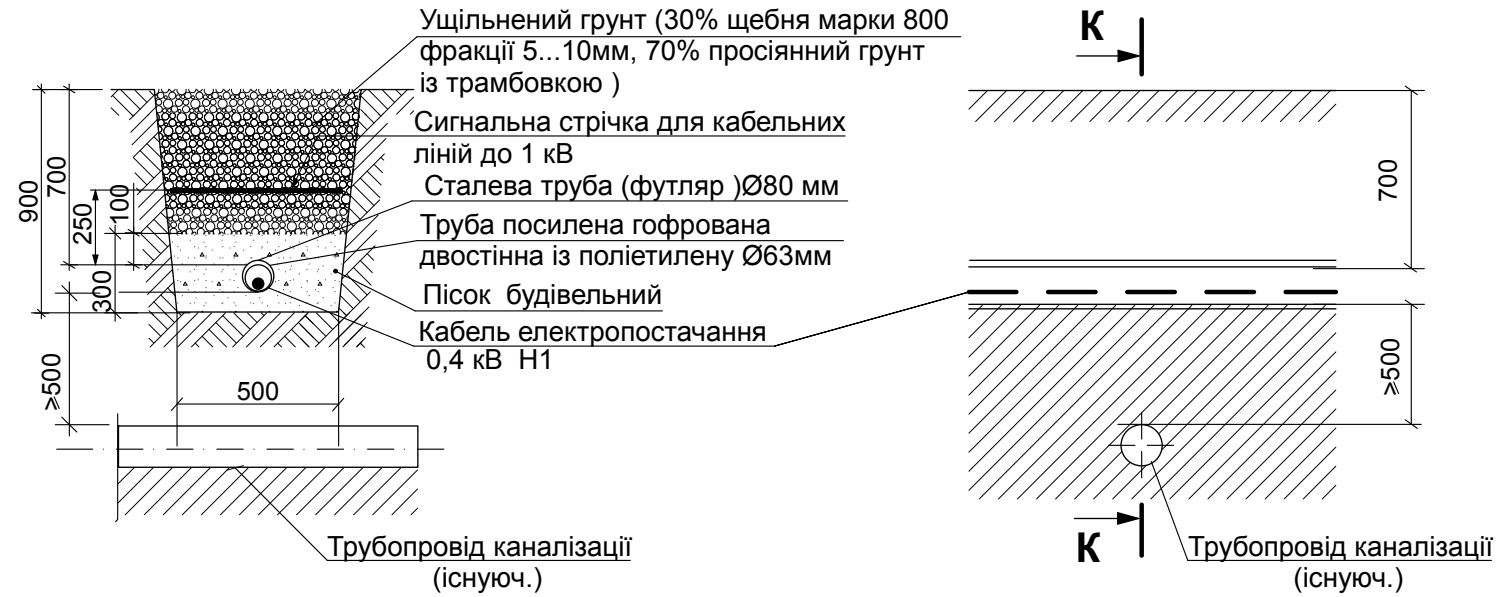 Ущільнений грунт (30% щебня марки 800
фракції 5...10мм, 70% просіянний грунт
із трамбовкою )
Сигнальна стрічка для кабельних
ліній до 1 кВ
Сталева труба (футляр )Ø80 мм
Труба посилена гофрована
двостінна із поліетилену Ø63мм
Пісок будівельний
Кабель електропостачання
0,4 кВ Н1
900
700
250
100
300
≥500
500
Трубопровід каналізації
(існуюч.)
К
700
≥500
К
Трубопровід каналізації
(існуюч.)